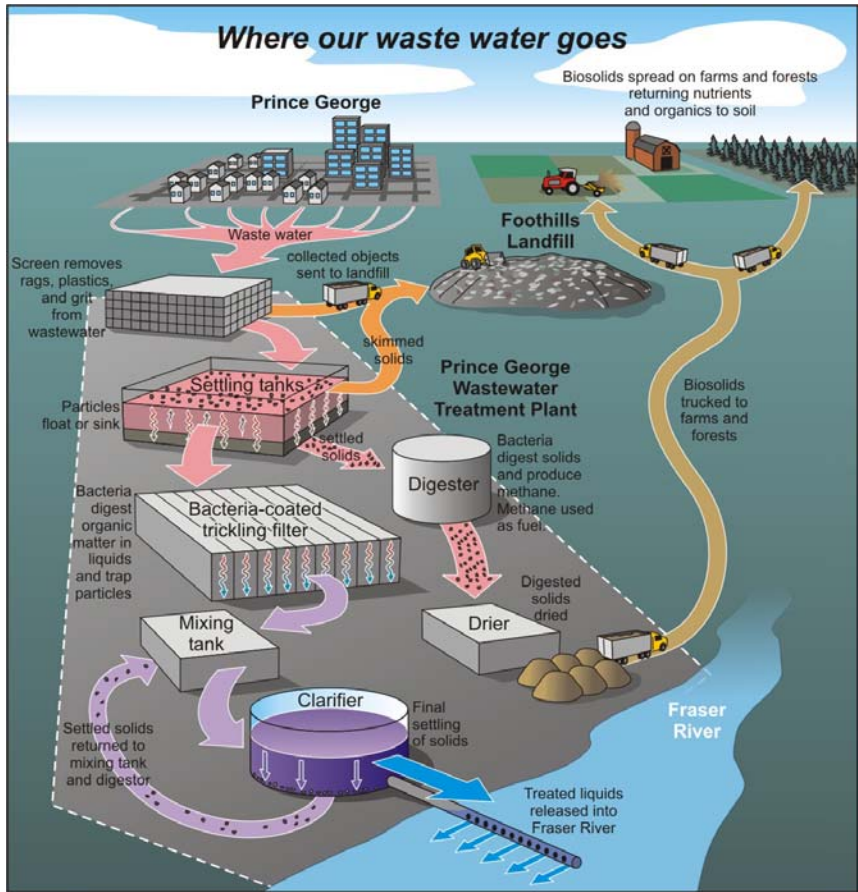 Where our waste water goes
Biosolids spread on farms and forests
returning nutrients
and organics to soil
Prince George
Waste water
Foothills
Landfill
collected objects
sent to landfill
Screen removes
rags, plastics,
and grit
from
wastewater
skimmed
solids
Settling tanks
Prince George
Wastewater
Treatment Plant
Particles
float or sink
settled
solids
Biosolids
trucked to
farms and
forests
Digester
Bacteria
digest solids
and produce
methane.
Methane used
as fuel.
Bacteria
digest
organic
matter in
liquids
and trap
particles
Bacteria-coated
trickling filter
Mixing
tank
Drier
Digested
solids
dried
Clarifier
Final
settling
of solids
Fraser
River
Settled solids
returned to
mixing tank
and digestor
Treated liquids
released into
Fraser River